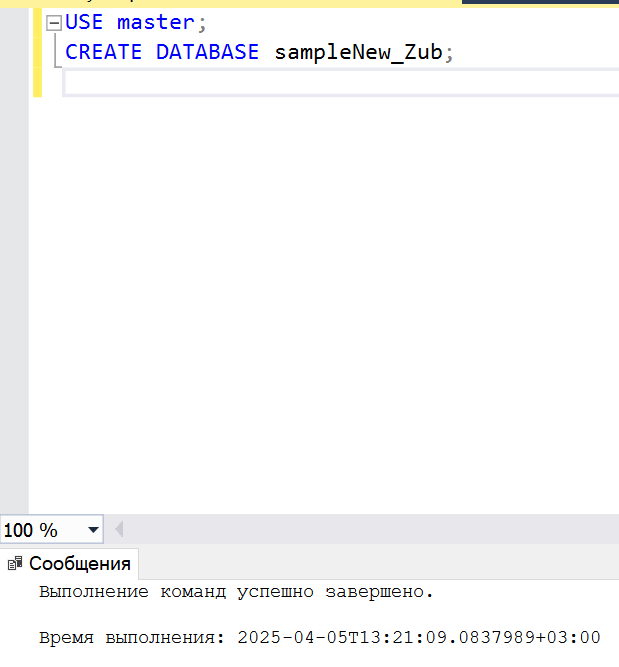 USE master;
CREATE DATABASE sampleNew_Zub;
100 %
Сообщения
Выполнение команд успешно завершено.
Время выполнения: 2025-04-05T13:21:09.0837989+03:00